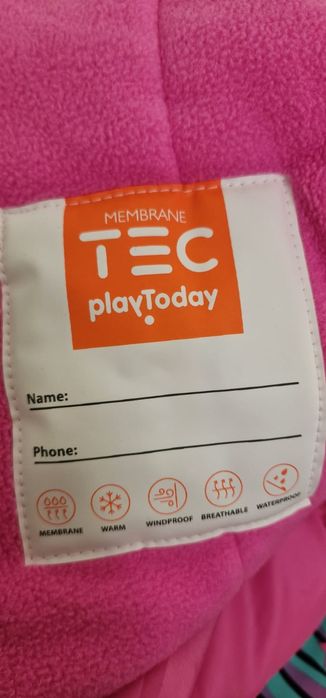 MEMBRANE
TEC
playToday
Name:
Phone:
MEMBRANE WARM WINDPROOF BREATHABLE WATERPROOF